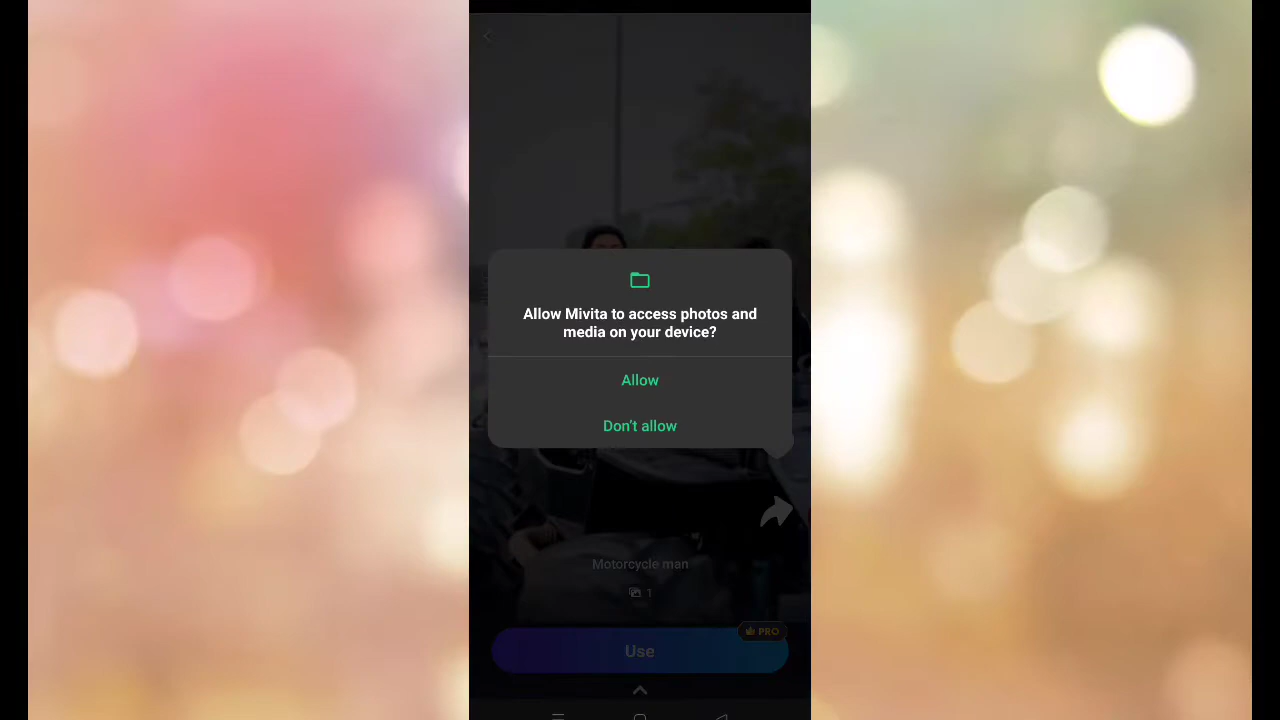 Allow Mivita to access photos and
media on your device?
Allow
Don't allow
Motorcycle man
1
PRO
Use